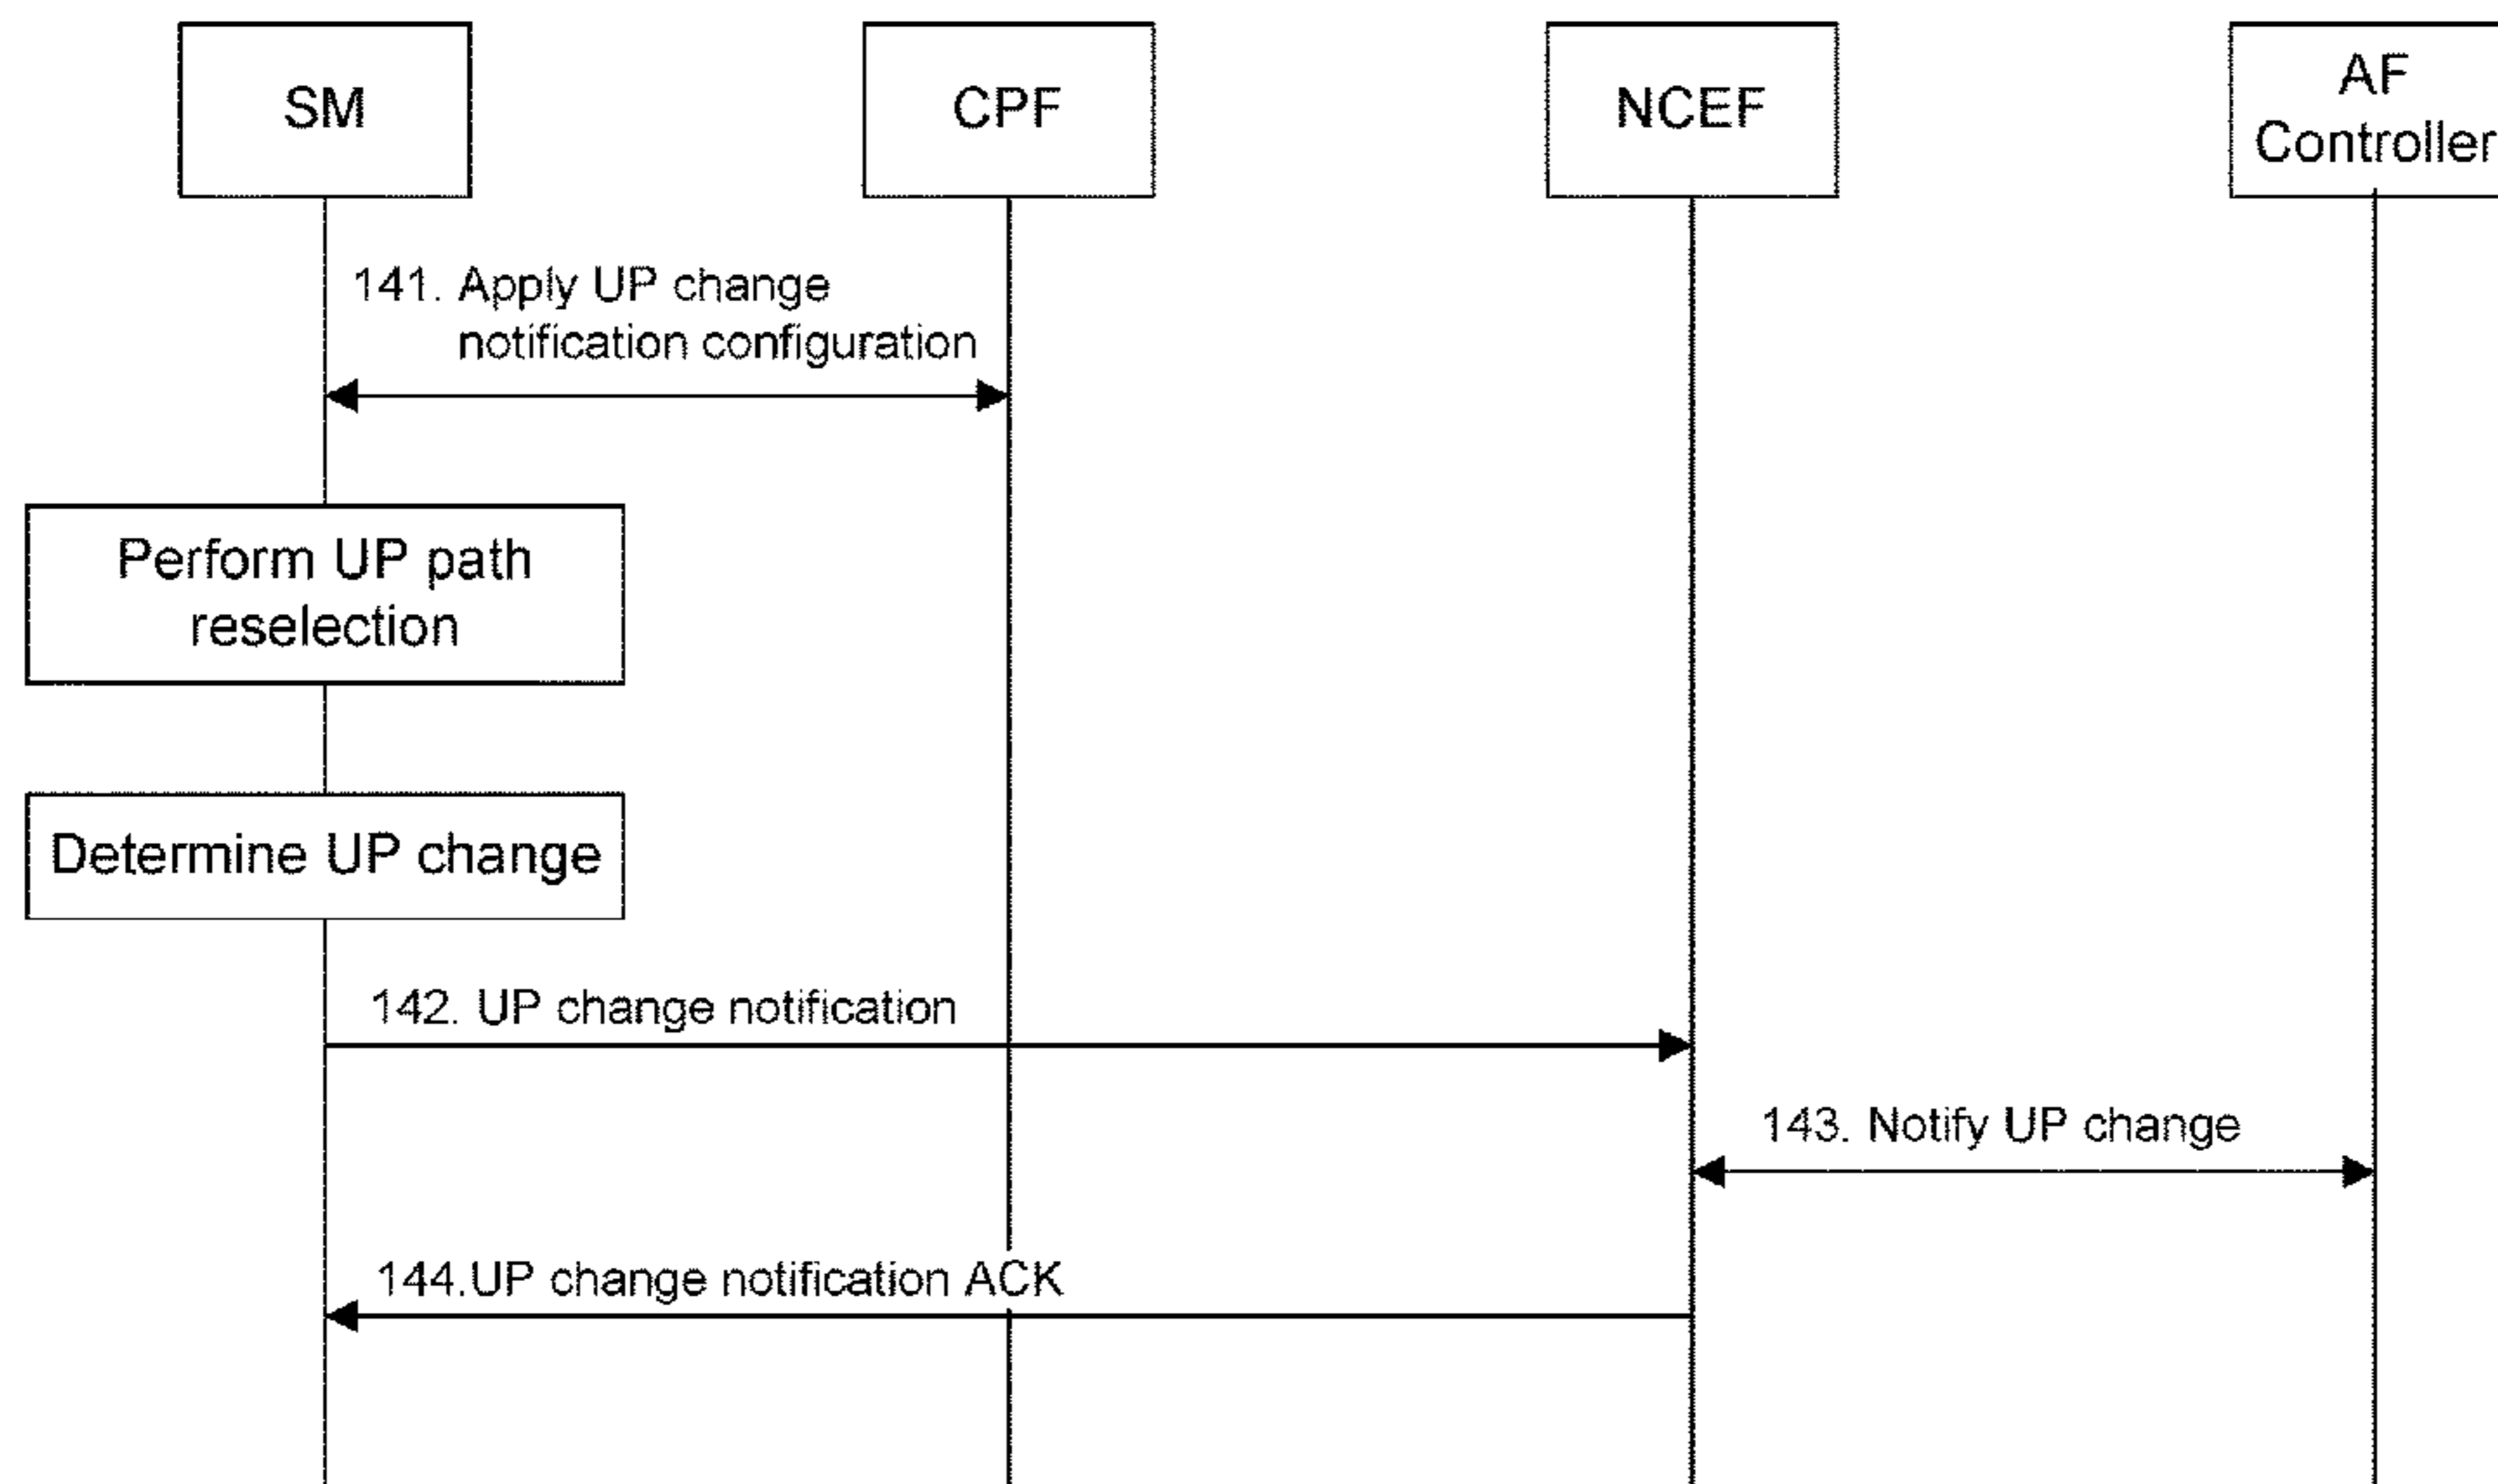 SM
CPF
NCEF
AF
Controller
141. Apply UP change
notification configuration
Perform UP path
reselection
Determine UP change
142. UP change notification
143. Notify UP change
144.UP change notification ACK